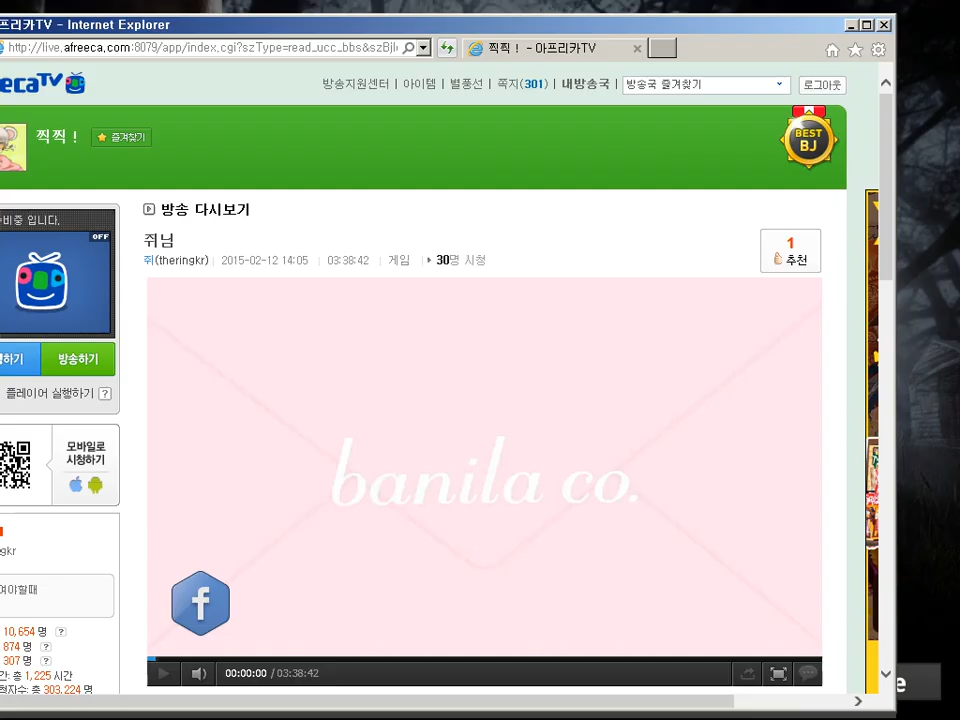 프리카TV - Internet Explorer
http://live.afreeca.com:8079/app/index.cgi?szType=read_ucc_bbs&szBjI
찍찍 ! - 아프리카TV
ecaTV
방송지원센터 | 아이템 | 별풍선 | 쪽지(301) | 내방송국
방송국 즐겨찾기
로그아웃
찍찍 !
즐겨찾기
BEST
BJ
비중 입니다.
OFF
방송하기
하기
플레이어 실행하기 ?
모바일로
시청하기
방송 다시보기
쥐님
쥐(theringkr) | 2015-02-12 14:05 | 03:38:42 | 게임 | 30명 시청
1
추천
banila co.
f
00:00:00 / 03:38:42
gkr
여야할때
10,654 명 ?
874 명 ?
307 명 ?
간: 총 1,225 시간
청자수: 총 303,224 명
e